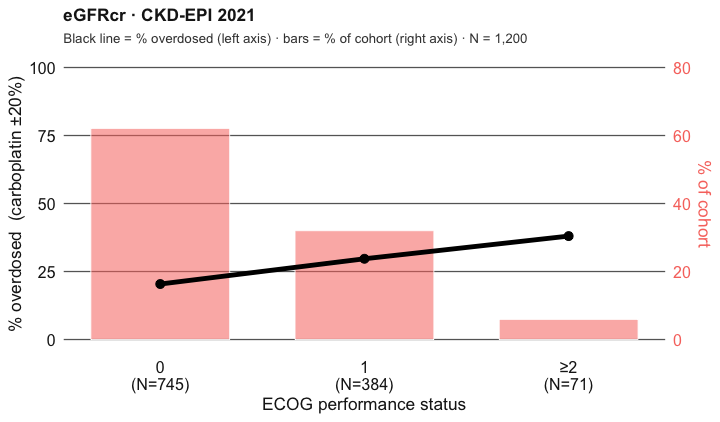 eGFRcr · CKD-EPI 2021
Black line = % overdosed (left axis) · bars = % of cohort (right axis) · N = 1,200
% overdosed (carboplatin ±20%)
100
75
50
25
0
80
60
40
20
0
% of cohort
0
(N=745)
1
(N=384)
≥2
(N=71)
ECOG performance status